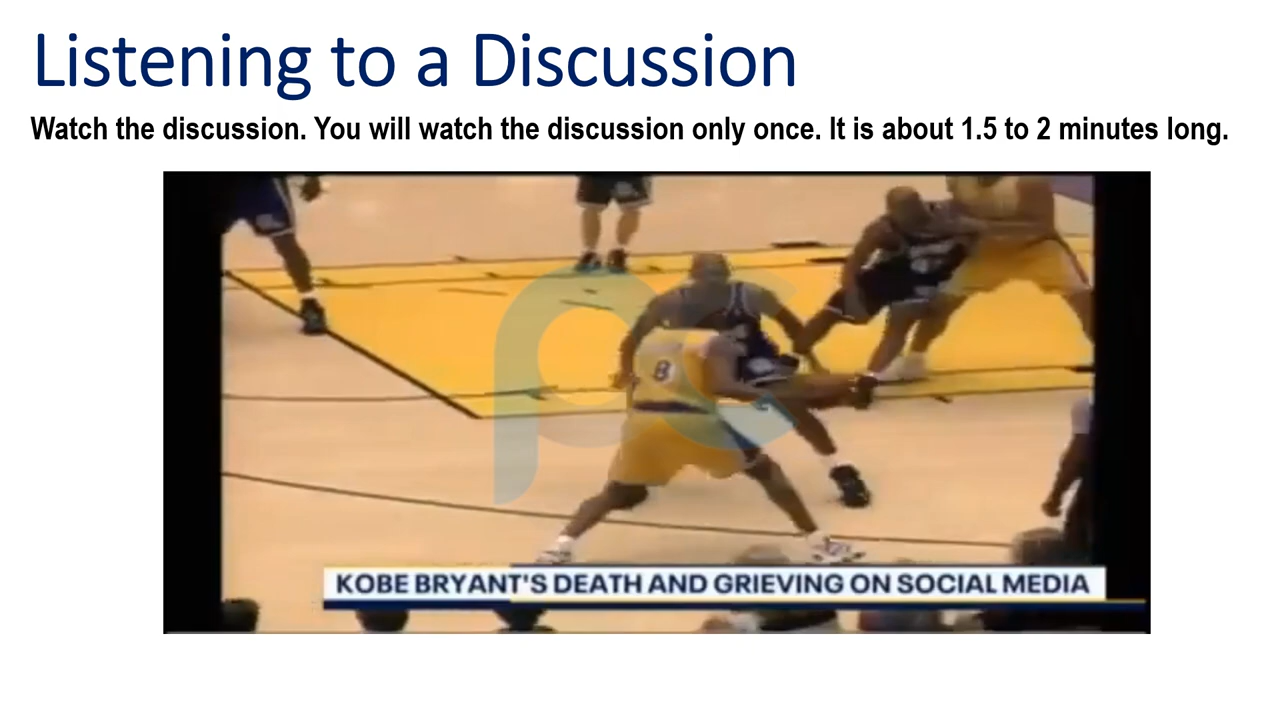 Listening to a Discussion
Watch the discussion. You will watch the discussion only once. It is about 1.5 to 2 minutes long.
8
KOBE BRYANT'S DEATH AND GRIEVING ON SOCIAL MEDIA